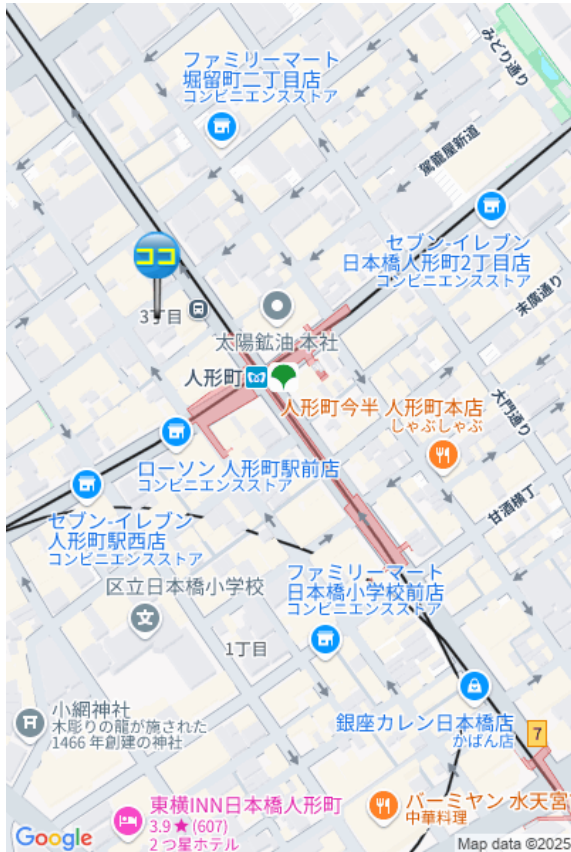 ファミリーマート
堀留町二丁目店
コンビニエンスストア
みどり通り
駕籠屋新道
セブン-イレブン
日本橋人形町2丁目店
コンビニエンスストア
ココ
末廣通り
3丁目
太陽鉱油 本社
人形町
大門通り
人形町今半 人形町本店
しゃぶしゃぶ
ローソン 人形町駅前店
コンビニエンスストア
甘酒横丁
セブン-イレブン
人形町駅西店
コンビニエンスストア
ファミリーマート
日本橋小学校前店
コンビニエンスストア
区立日本橋小学校
文
1丁目
小網神社
木彫りの龍が施された
1466 年創建の神社
銀座カレン日本橋店
かばん店
7
東横INN日本橋人形町
3.9★(607)
2 つ星ホテル
バーミヤン 水天宮
中華料理
Google
Map data ©2025